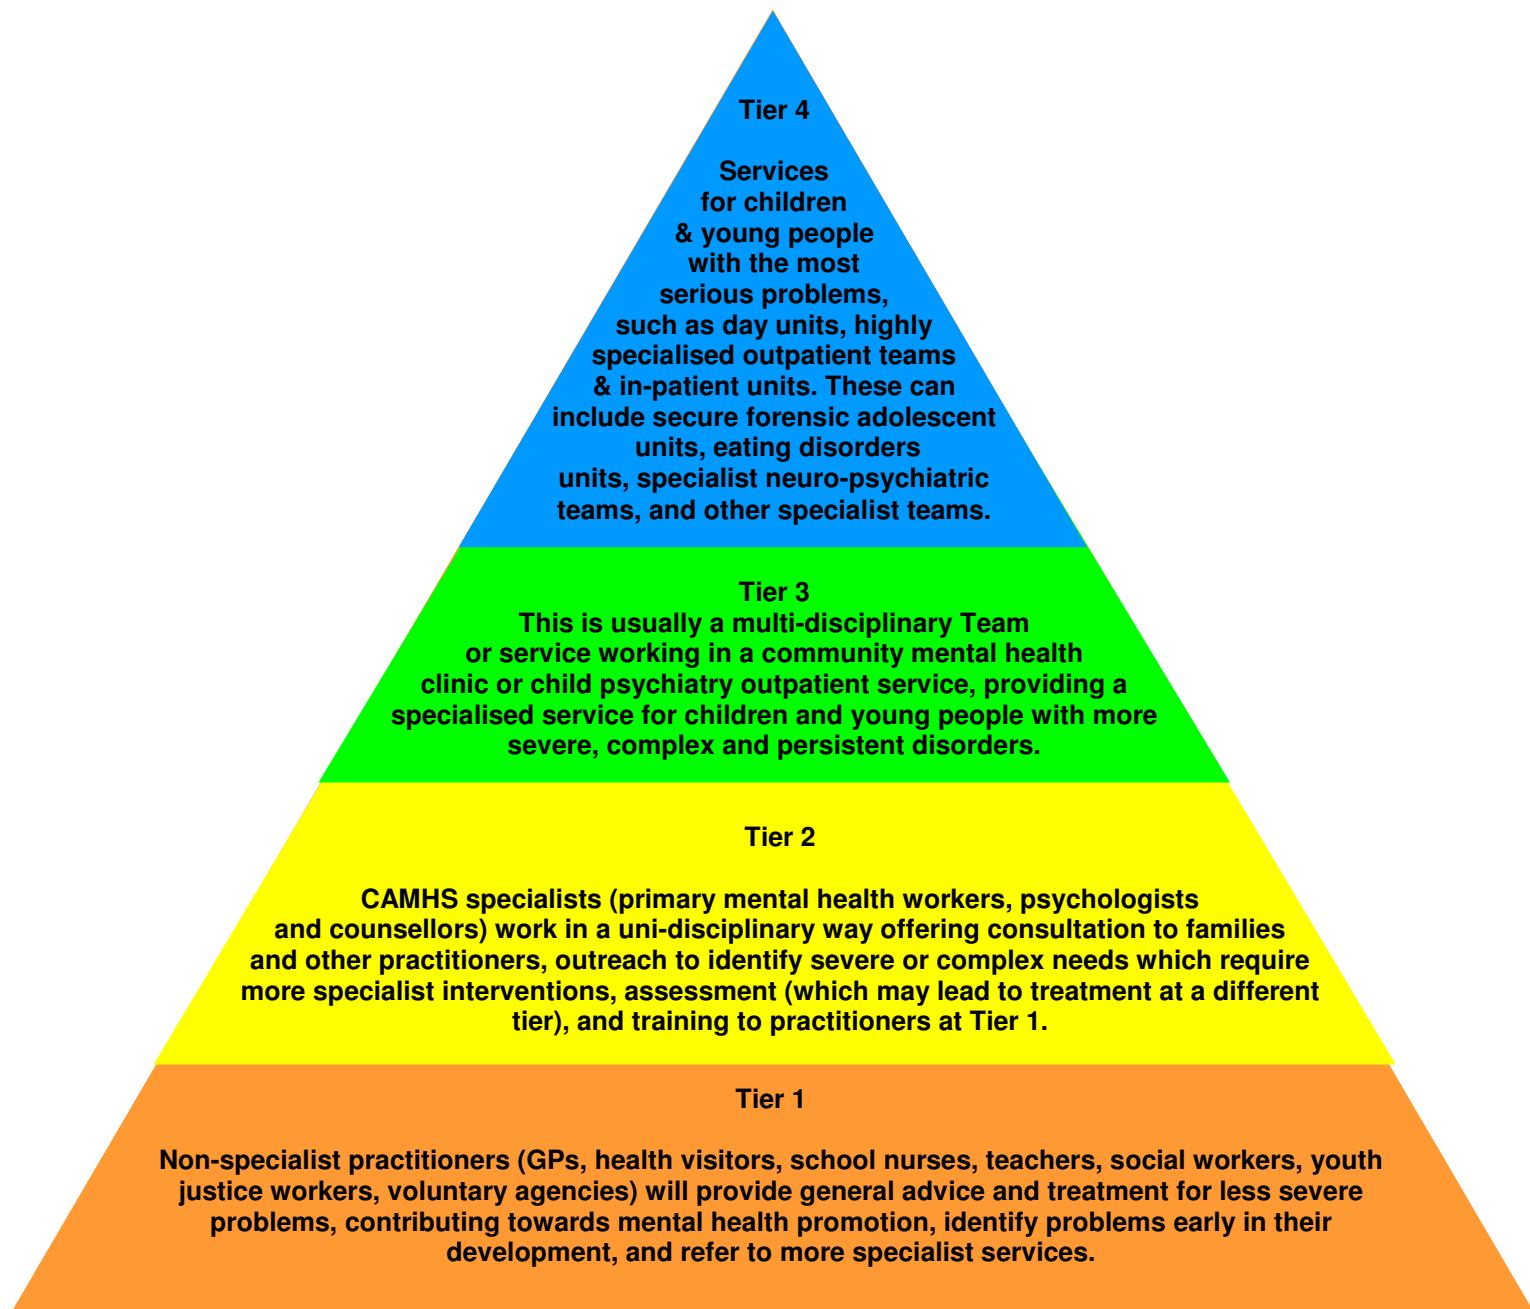 Tier 4
Services
for children
& young people
with the most
serious problems,
such as day units, highly
specialised outpatient teams
& in-patient units. These can
include secure forensic adolescent
units, eating disorders
units, specialist neuro-psychiatric
teams, and other specialist teams.
Tier 3
This is usually a multi-disciplinary Team
or service working in a community mental health
clinic or child psychiatry outpatient service, providing a
specialised service for children and young people with more
severe, complex and persistent disorders.
Tier 2
CAMHS specialists (primary mental health workers, psychologists
and counsellors) work in a uni-disciplinary way offering consultation to families
and other practitioners, outreach to identify severe or complex needs which require
more specialist interventions, assessment (which may lead to treatment at a different
tier), and training to practitioners at Tier 1.
Tier 1
Non-specialist practitioners (GPs, health visitors, school nurses, teachers, social workers, youth
justice workers, voluntary agencies) will provide general advice and treatment for less severe
problems, contributing towards mental health promotion, identify problems early in their
development, and refer to more specialist services.